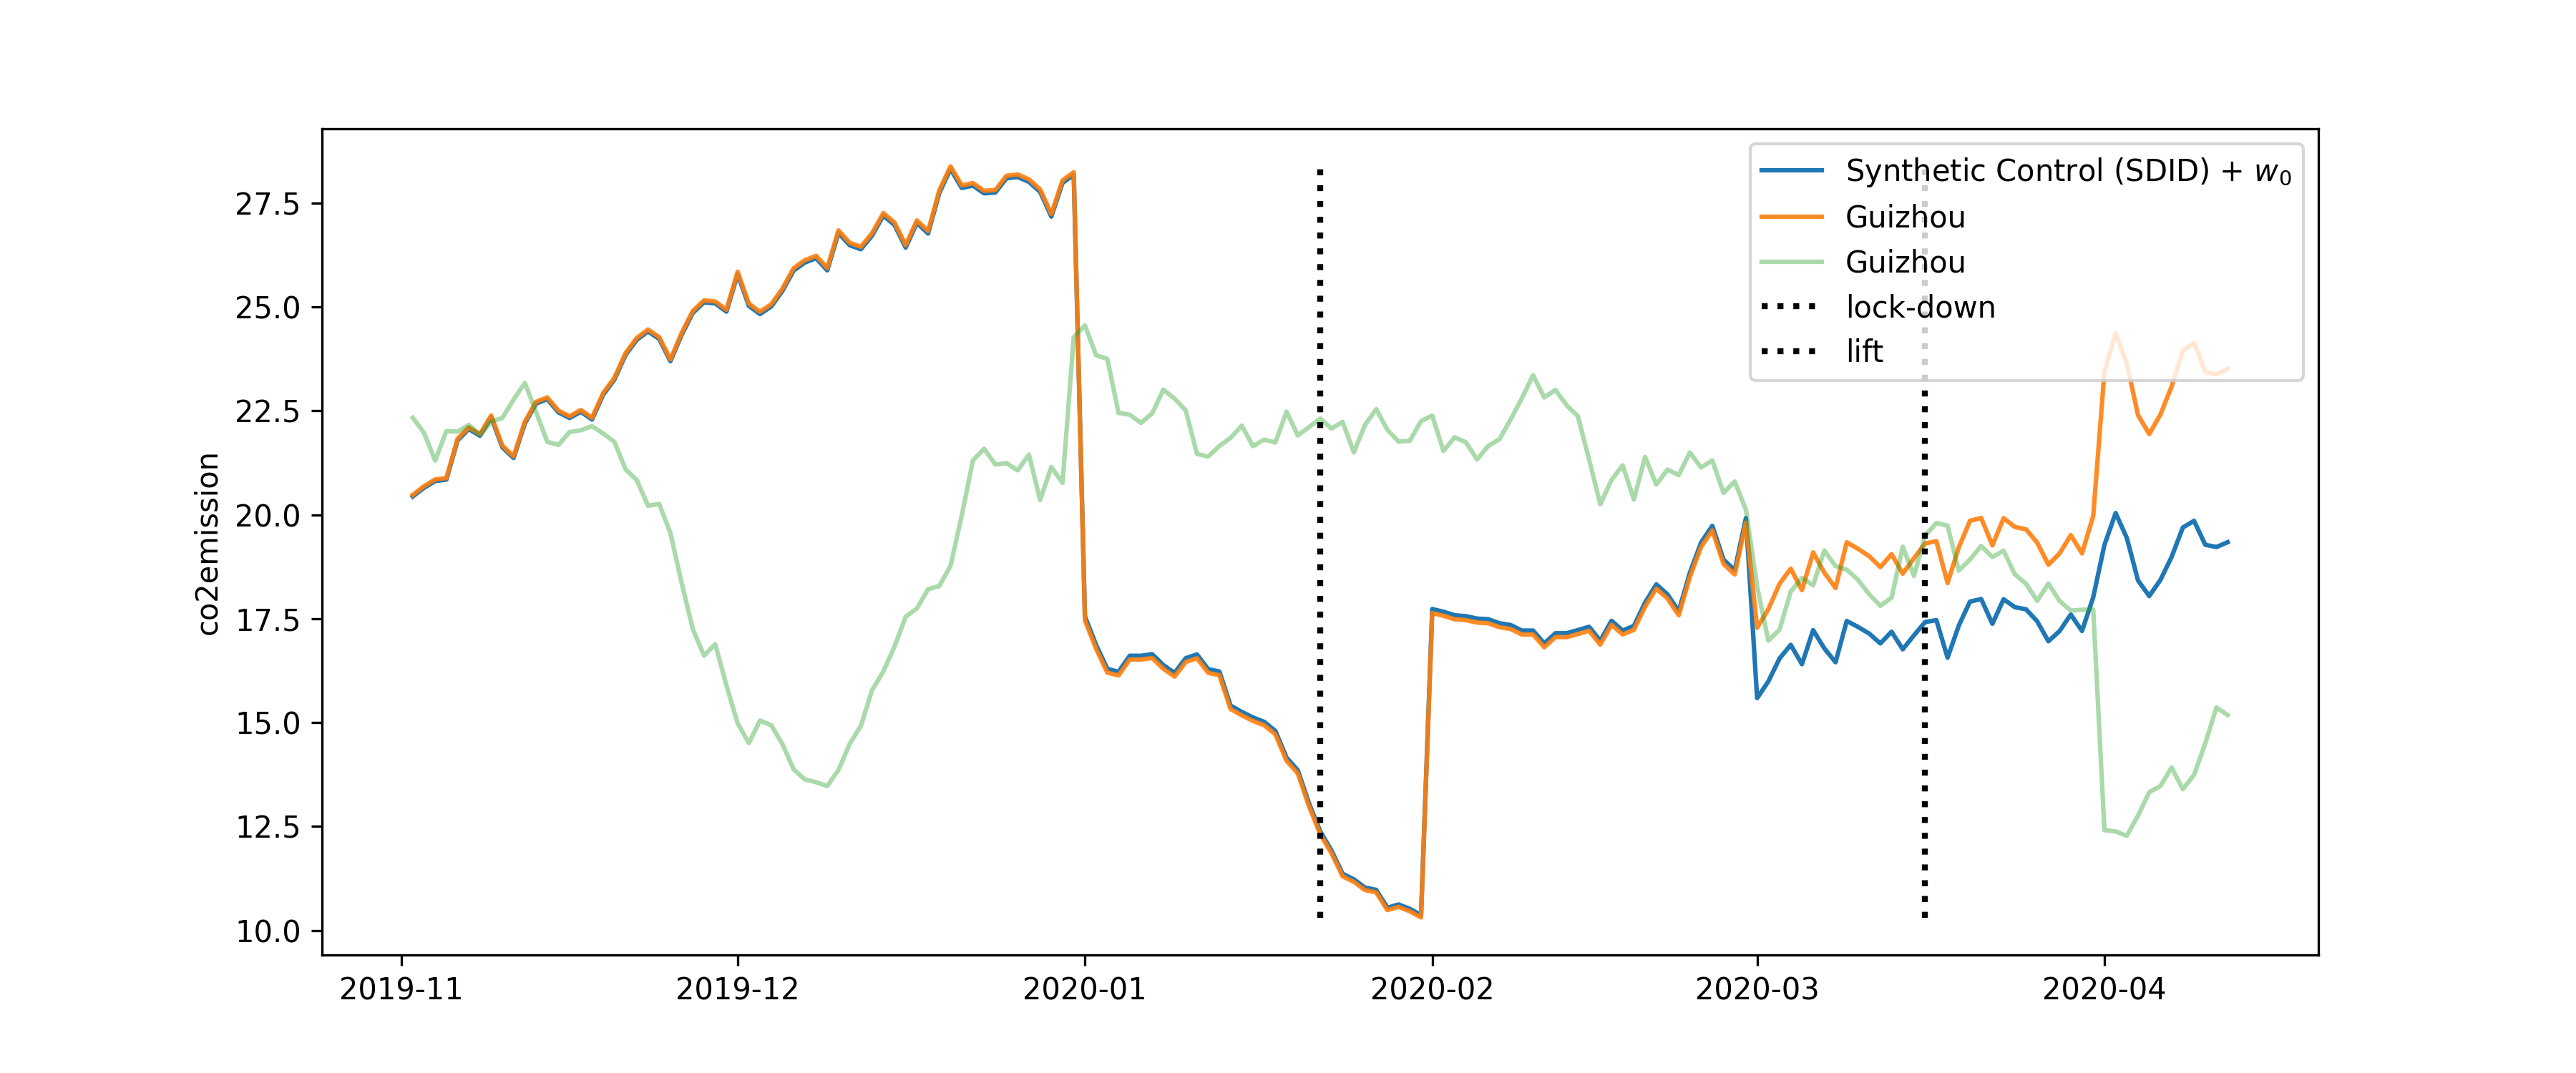 Synthetic Control (SDID) + w₀
Guizhou
Guizhou
lock-down
lift
co2emission
27.5
25.0
22.5
20.0
17.5
15.0
12.5
10.0
2019-11
2019-12
2020-01
2020-02
2020-03
2020-04